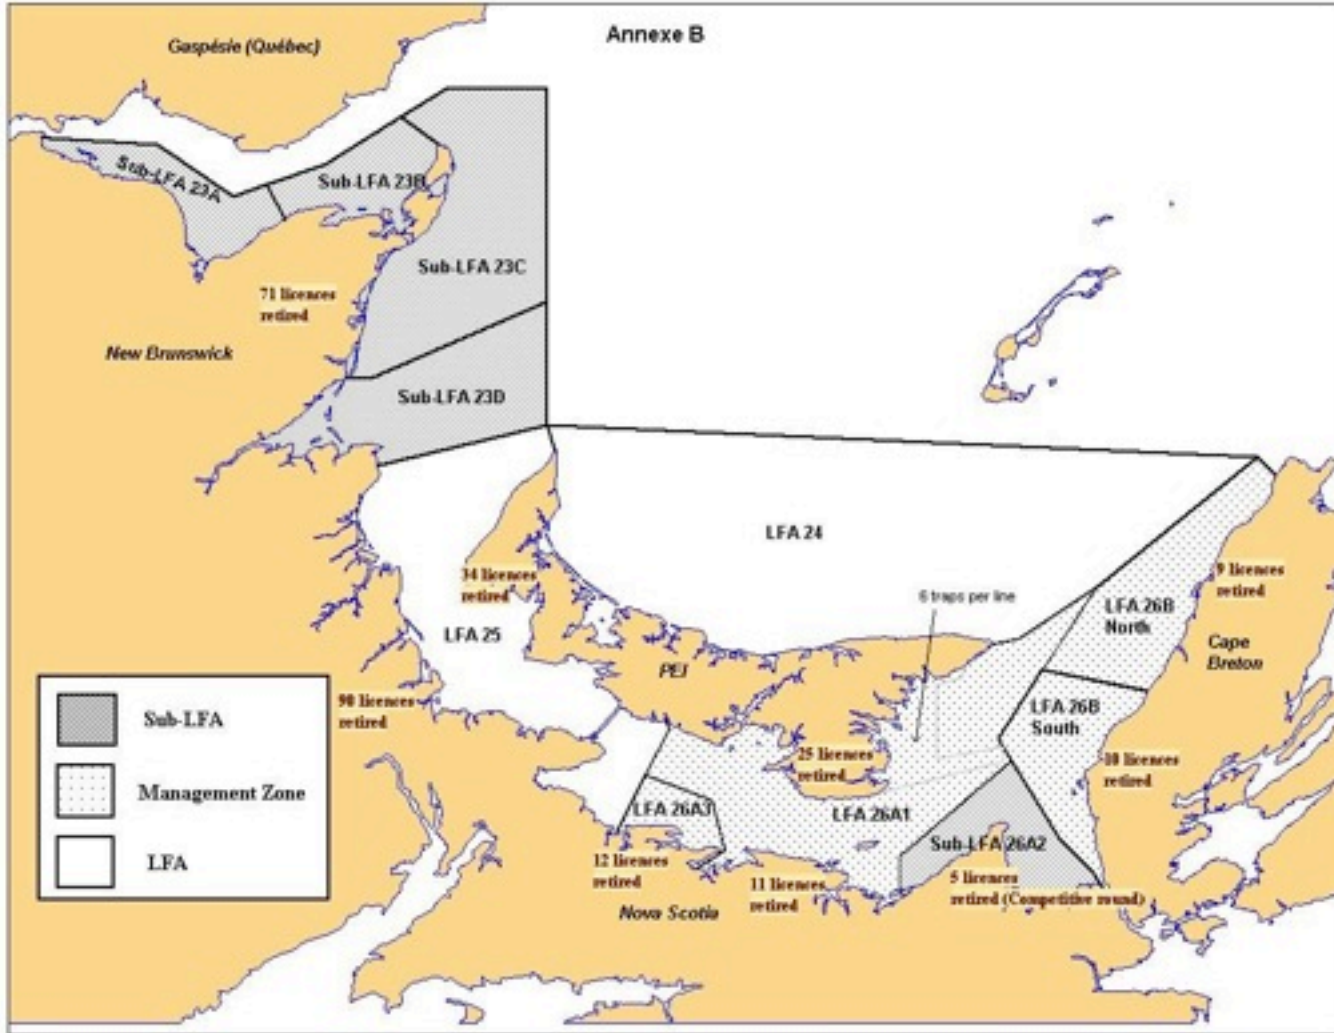 Annexe B
Gaspésie (Québec)
Sub-LFA 23A
Sub-LFA 23B
Sub-LFA 23C
71 licences
retired
New Brunswick
Sub-LFA 23D
LFA 24
34 licences
retired
9 licences
retired
6 traps per line
LFA 26B
North
LFA 25
Cape
Breton
PEI
LFA 26B
South
Sub-LFA
Management Zone
LFA
90 licences
retired
25 licences
retired
10 licences
retired
LFA 26A3
LFA 26A1
Sub-LFA 26A2
12 licences
retired
11 licences
retired
5 licences
retired (Competitive round)
Nova Scotia